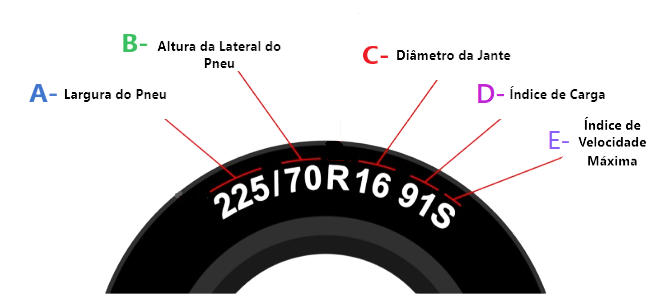 A- Largura do Pneu
B- Altura da Lateral do
Pneu
C- Diâmetro da Jante
D- Índice de Carga
E- Índice de
Velocidade
Máxima
225/70R16 91S